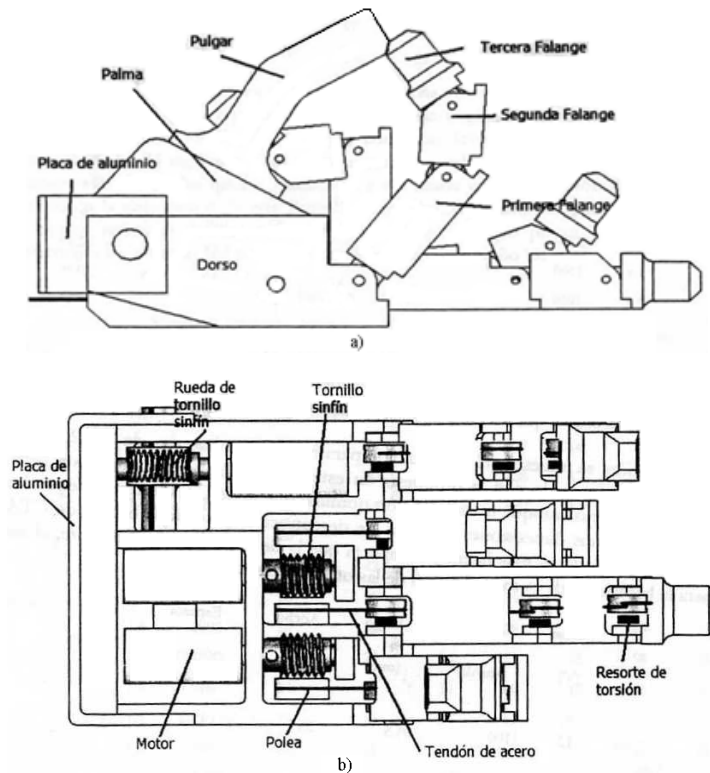 Pulgar
Tercera Falange
Palma
Segunda Falange
Placa de aluminio
Primera Falange
Dorso
a)
Rueda de
tornillo
sinfín
Tornillo
sinfín
Placa de
aluminio
Resorte de
torsión
Motor
Polea
Tendón de acero
b)